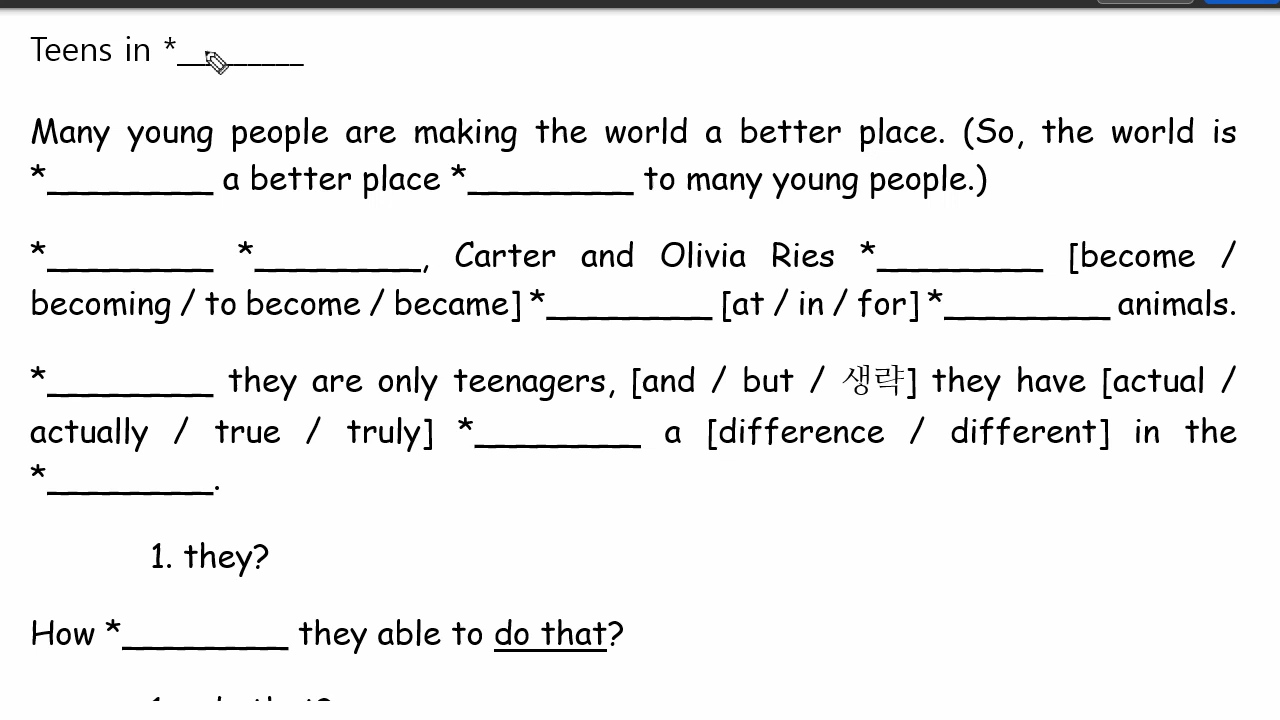 Teens in *________
Many young people are making the world a better place. (So, the world is
*________ a better place *________ to many young people.)
*________ *________, Carter and Olivia Ries *________ [become /
becoming / to become / became] *________ [at / in / for] *________ animals.
*________ they are only teenagers, [and / but / 생략] they have [actual /
actually / true / truly] *________ a [difference / different] in the
*________.
1. they?
How *________ they able to do that?